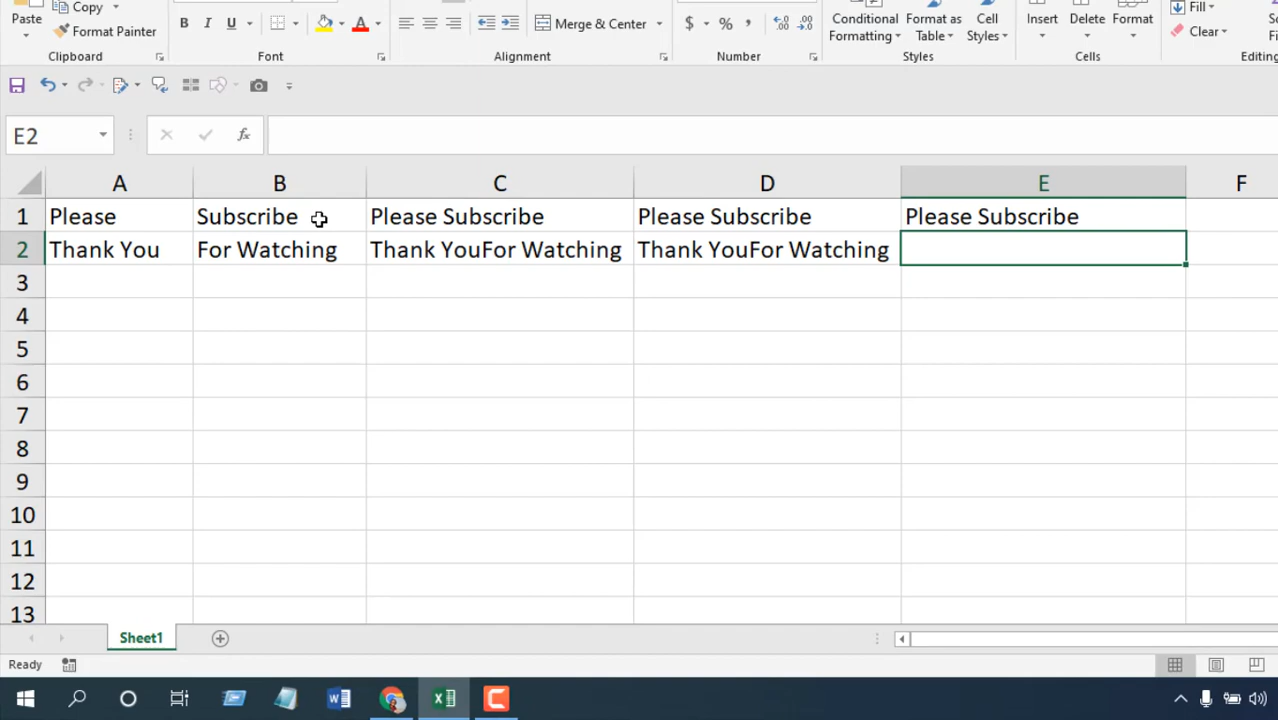 Paste Copy Format Painter Clipboard
B I U A Font
Merge & Center Alignment
$ % , Number
Conditional Formatting Format as Table Cell Styles Styles
Insert Delete Format Cells
Fill Clear Editing
E2 fx
A B C D E F
1 Please Subscribe Please Subscribe Please Subscribe Please Subscribe
2 Thank You For Watching Thank YouFor Watching Thank YouFor Watching
3
4
5
6
7
8
9
10
11
12
13
Sheet1
Ready